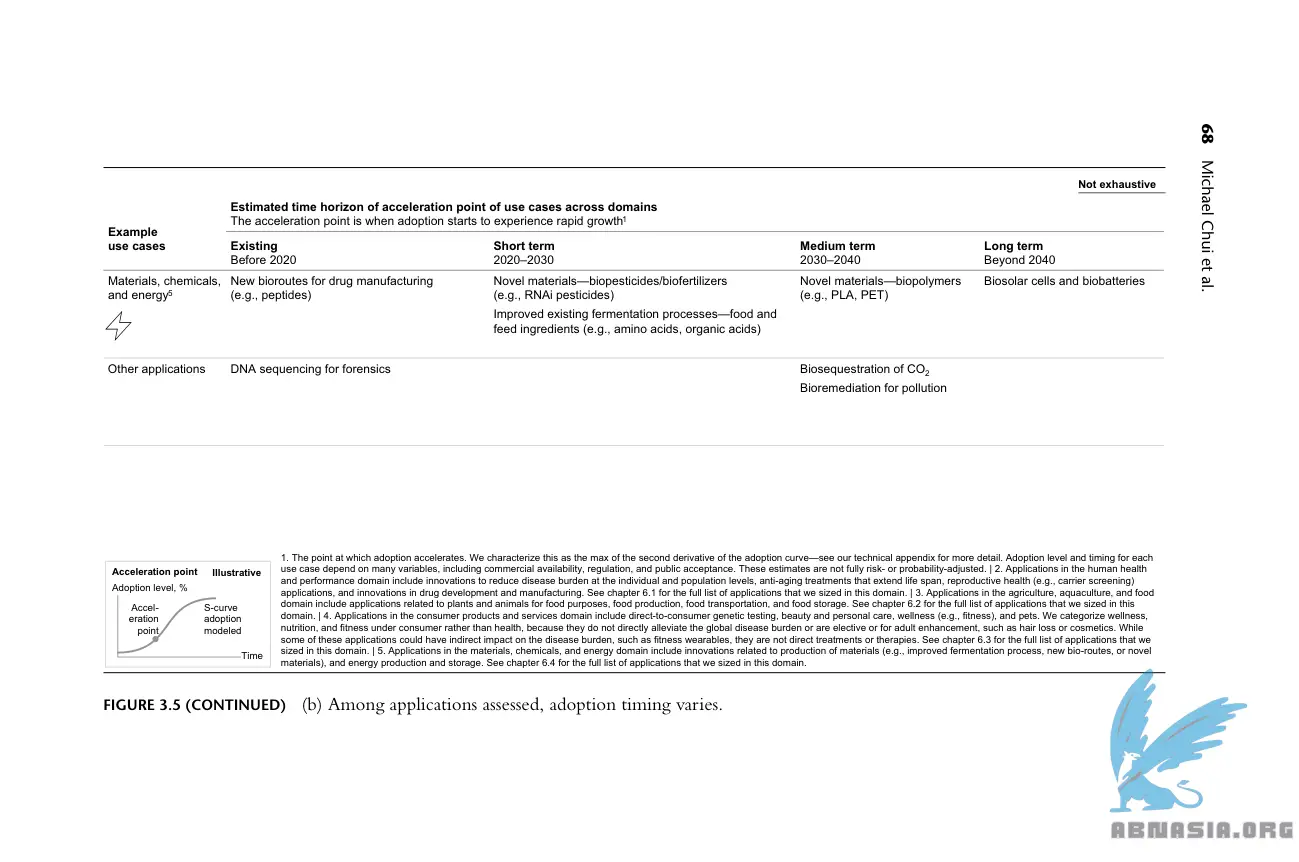 68 Michael Chui et al.
Not exhaustive
Estimated time horizon of acceleration point of use cases across domains
The acceleration point is when adoption starts to experience rapid growth¹
Example
use cases
Existing
Before 2020
Short term
2020–2030
Medium term
2030–2040
Long term
Beyond 2040
Materials, chemicals,
and energy⁵
New bioroutes for drug manufacturing
(e.g., peptides)
Novel materials—biopesticides/biofertilizers
(e.g., RNAi pesticides)
Improved existing fermentation processes—food and
feed ingredients (e.g., amino acids, organic acids)
Novel materials—biopolymers
(e.g., PLA, PET)
Biosolar cells and biobatteries
Other applications
DNA sequencing for forensics
Biosequestration of CO₂
Bioremediation for pollution
Acceleration point Illustrative
Adoption level, %
Accel-
eration
point
S-curve
adoption
modeled
Time
1. The point at which adoption accelerates. We characterize this as the max of the second derivative of the adoption curve—see our technical appendix for more detail. Adoption level and timing for each
use case depend on many variables, including commercial availability, regulation, and public acceptance. These estimates are not fully risk- or probability-adjusted. | 2. Applications in the human health
and performance domain include innovations to reduce disease burden at the individual and population levels, anti-aging treatments that extend life span, reproductive health (e.g., carrier screening)
applications, and innovations in drug development and manufacturing. See chapter 6.1 for the full list of applications that we sized in this domain. | 3. Applications in the agriculture, aquaculture, and food
domain include applications related to plants and animals for food purposes, food production, food transportation, and food storage. See chapter 6.2 for the full list of applications that we sized in this
domain. | 4. Applications in the consumer products and services domain include direct-to-consumer genetic testing, beauty and personal care, wellness (e.g., fitness), and pets. We categorize wellness,
nutrition, and fitness under consumer rather than health, because they do not directly alleviate the global disease burden or are elective or for adult enhancement, such as hair loss or cosmetics. While
some of these applications could have indirect impact on the disease burden, such as fitness wearables, they are not direct treatments or therapies. See chapter 6.3 for the full list of applications that we
sized in this domain. | 5. Applications in the materials, chemicals, and energy domain include innovations related to production of materials (e.g., improved fermentation process, new bio-routes, or novel
materials), and energy production and storage. See chapter 6.4 for the full list of applications that we sized in this domain.
FIGURE 3.5 (CONTINUED) (b) Among applications assessed, adoption timing varies.
ABNASIA.ORG